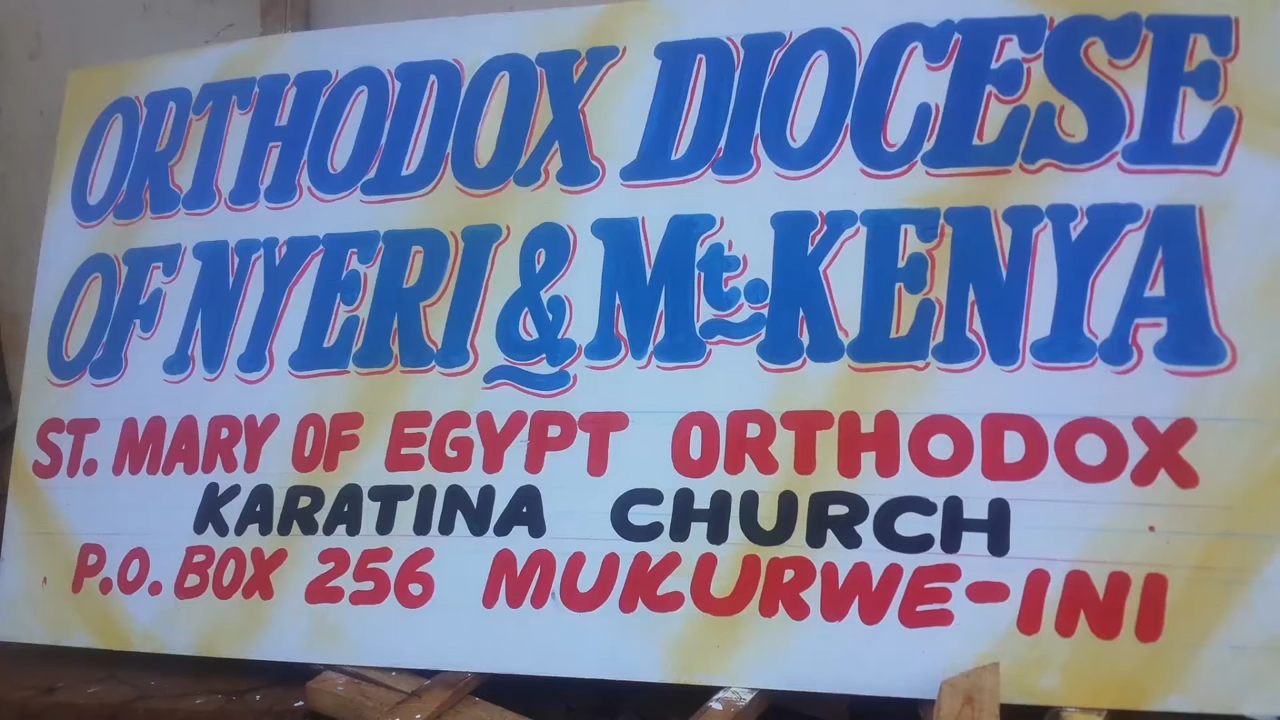 ORTHODOX DIOCESE
OF NYERI & Mt. KENYA
ST. MARY OF EGYPT ORTHODOX
KARATINA CHURCH
P.O. BOX 256 MUKURWE-INI